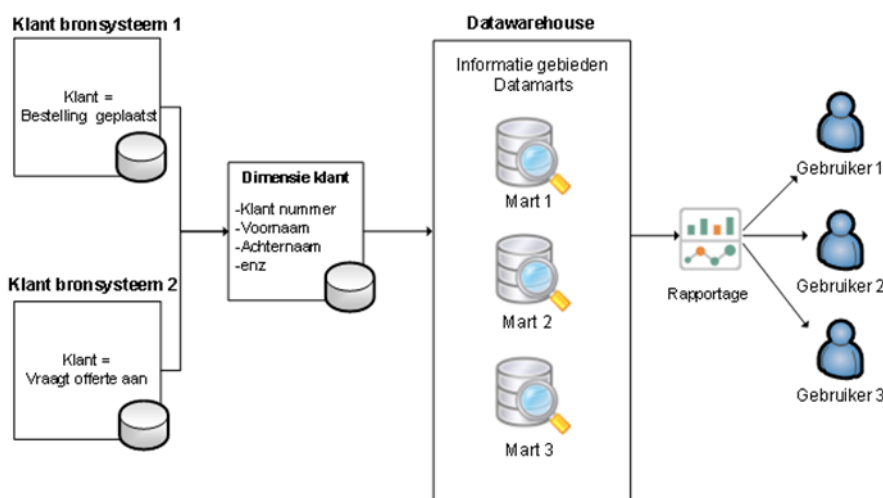 Klant bronsysteem 1
Klant =
Bestelling geplaatst
Klant bronsysteem 2
Klant =
Vraagt offerte aan
Dimensie klant
-Klant nummer
-Voornaam
-Achternaam
-enz
Datawarehouse
Informatie gebieden
Datamarts
Mart 1
Mart 2
Mart 3
Rapportage
Gebruiker 1
Gebruiker 2
Gebruiker 3